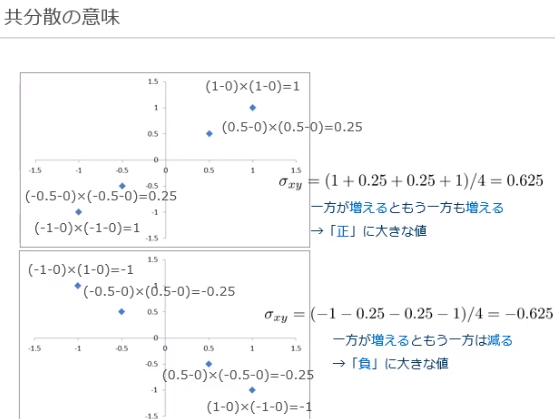 共分散の意味
1.5
(1-0)×(1-0)=1
1
(0.5-0)×(0.5-0)=0.25
0.5
0
-1.5 -1 -0.5 0 0.5 1 1.5
-0.5
(-0.5-0)×(-0.5-0)=0.25
-1
(-1-0)×(-1-0)=1
-1.5
σxy = (1 + 0.25 + 0.25 + 1)/4 = 0.625
一方が増えるともう一方も増える
→「正」に大きな値
1.5
(-1-0)×(1-0)=-1
1
(-0.5-0)×(0.5-0)=-0.25
0.5
0
-1.5 -1 -0.5 0 0.5 1 1.5
-0.5
(0.5-0)×(-0.5-0)=-0.25
-1
(1-0)×(-1-0)=-1
-1.5
σxy = (−1 − 0.25 − 0.25 − 1)/4 = −0.625
一方が増えるともう一方は減る
→「負」に大きな値